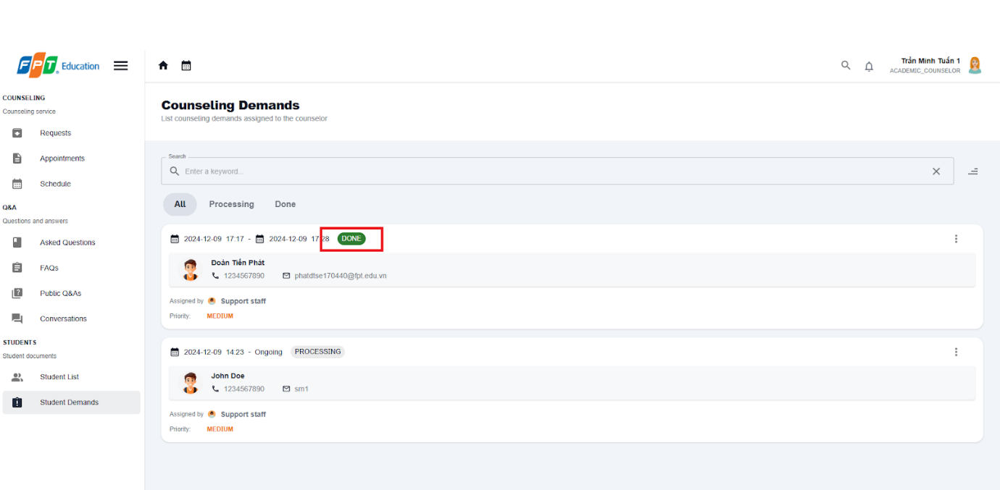 FPT Education
Trần Minh Tuấn 1
ACADEMIC_COUNSELOR
COUNSELING
Counseling service
Requests
Appointments
Schedule
Q&A
Questions and answers
Asked Questions
FAQs
Public Q&As
Conversations
STUDENTS
Student documents
Student List
Student Demands
Counseling Demands
List counseling demands assigned to the counselor
Search
Enter a keyword...
All Processing Done
2024-12-09 17:17 - 2024-12-09 17:28 DONE
Đoàn Tiến Phát
1234567890 phatdtse170440@fpt.edu.vn
Assigned by Support staff
Priority: MEDIUM
2024-12-09 14:23 - Ongoing PROCESSING
John Doe
1234567890 sm1
Assigned by Support staff
Priority: MEDIUM